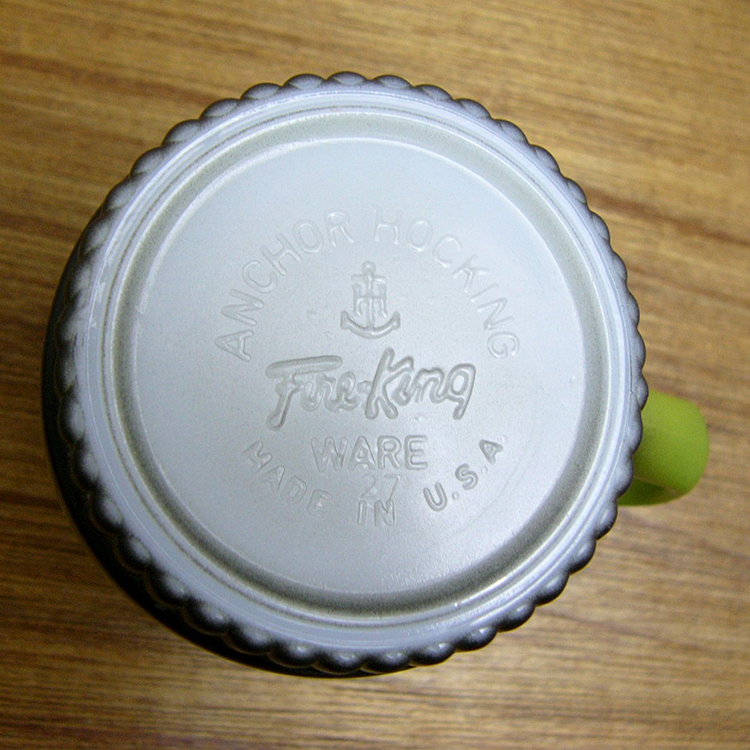 ANCHOR HOCKING
Fire-King
WARE
27
MADE IN U.S.A.